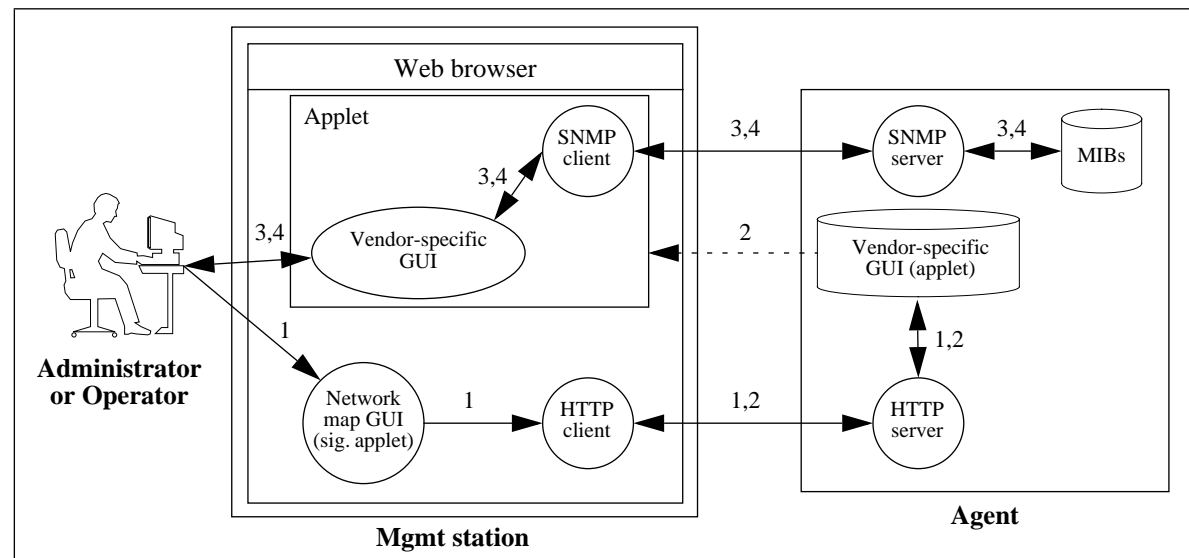 Web browser
Applet
SNMP
client
3,4
SNMP
server
3,4
MIBs
3,4
3,4
Vendor-specific
GUI
2
Vendor-specific
GUI (applet)
1
1,2
Administrator
or Operator
Network
map GUI
(sig. applet)
1
HTTP
client
1,2
HTTP
server
Mgmt station
Agent